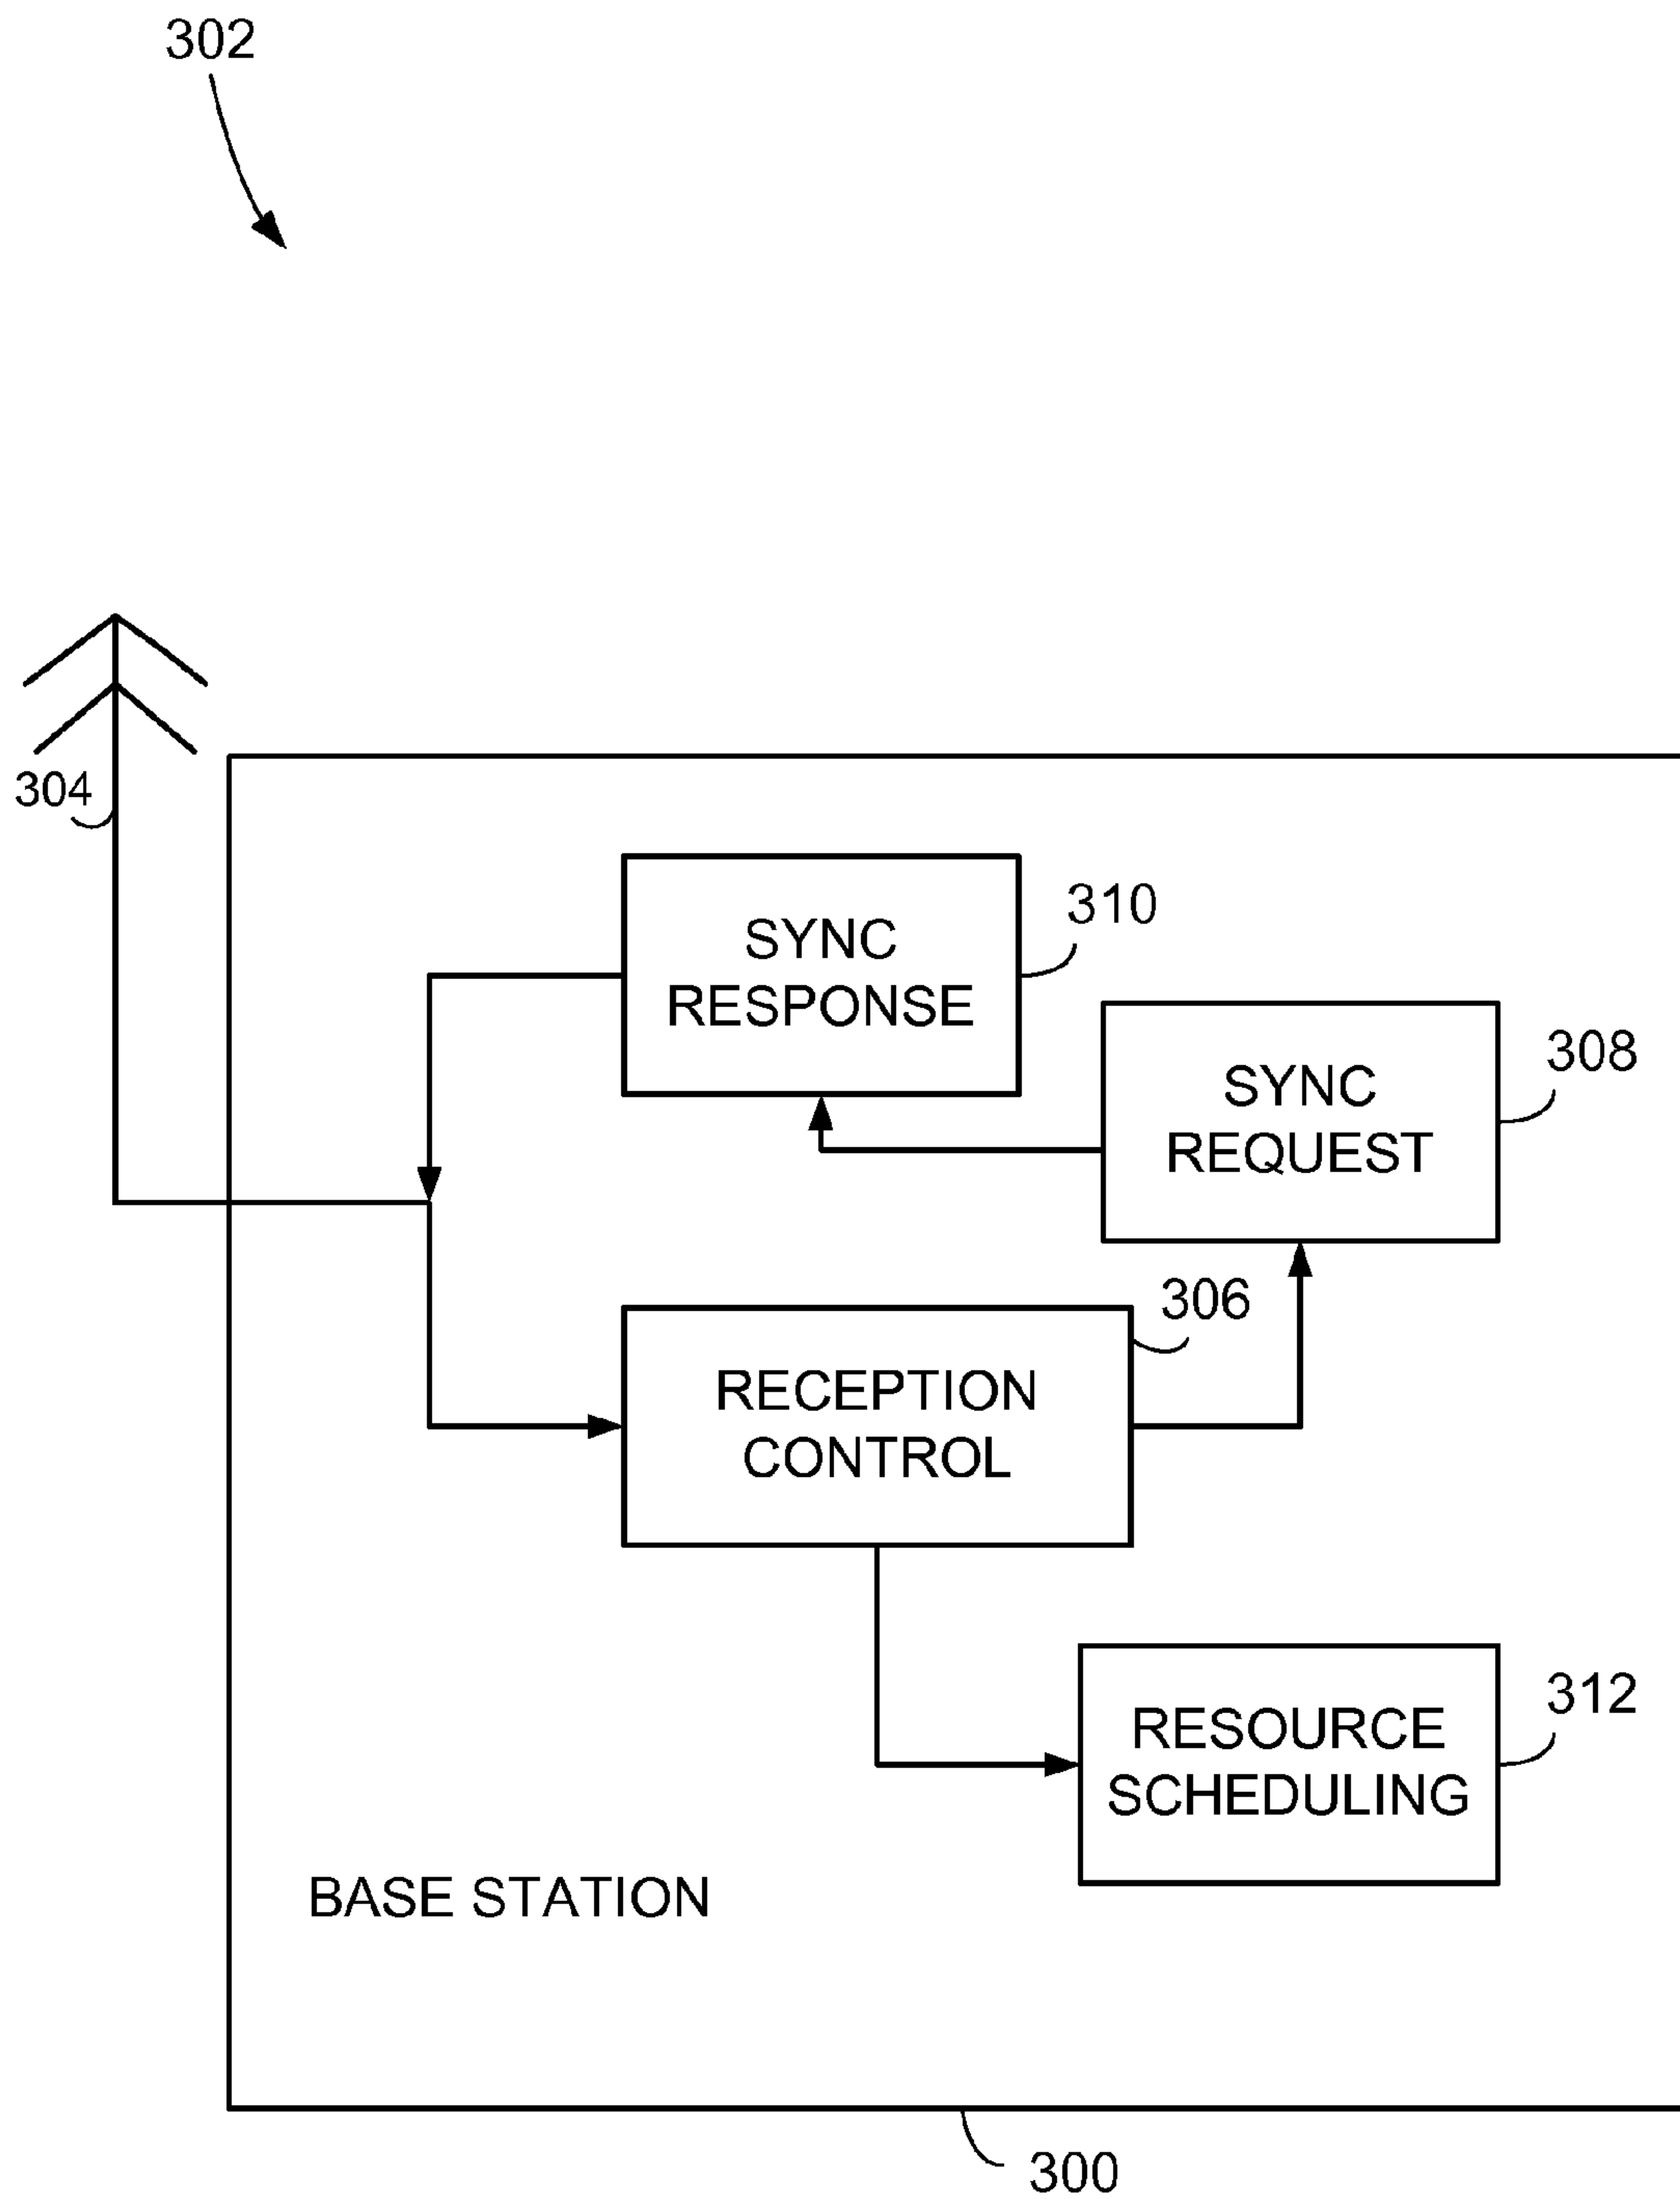 302
304
SYNC
RESPONSE
310
SYNC
REQUEST
308
306
RECEPTION
CONTROL
RESOURCE
SCHEDULING
312
BASE STATION
300